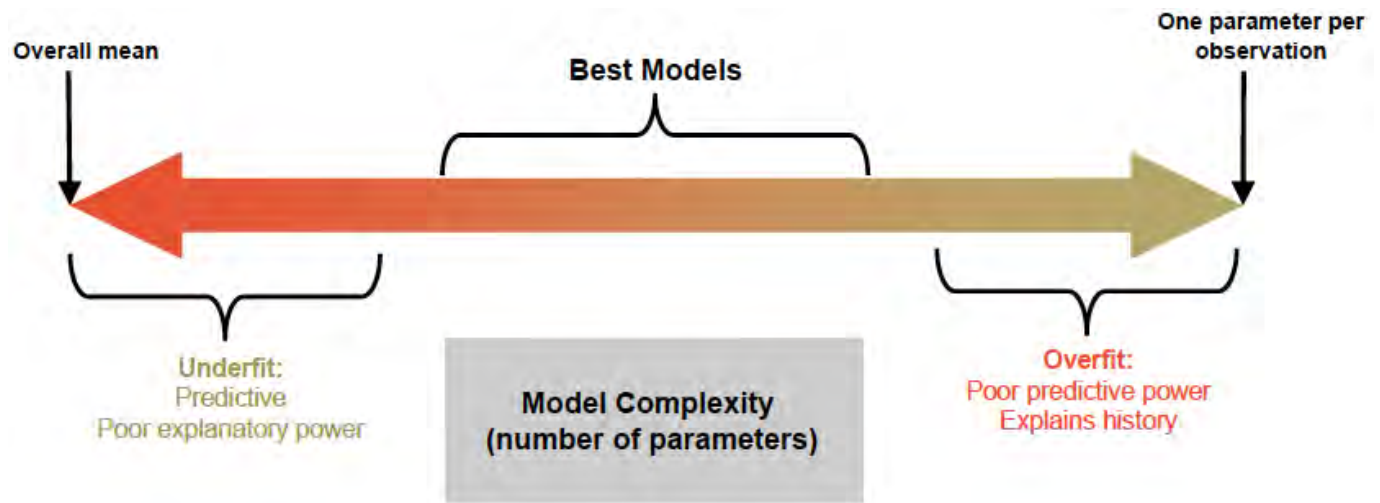 Overall mean
One parameter per
observation
Best Models
Underfit:
Predictive
Poor explanatory power
Model Complexity
(number of parameters)
Overfit:
Poor predictive power
Explains history